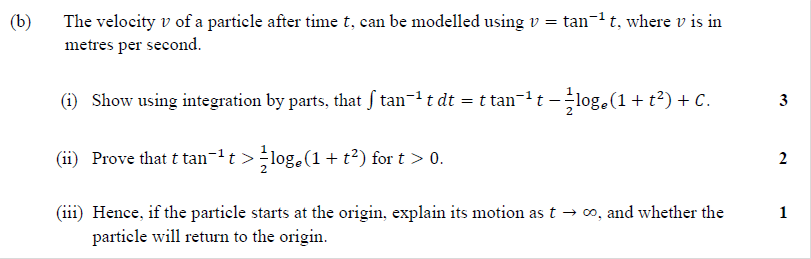 (b) The velocity v of a particle after time t, can be modelled using v = tan⁻¹ t, where v is in
metres per second.
(i) Show using integration by parts, that ∫ tan⁻¹ t dt = t tan⁻¹ t − ½ logₑ(1 + t²) + C. 3
(ii) Prove that t tan⁻¹ t > ½ logₑ(1 + t²) for t > 0. 2
(iii) Hence, if the particle starts at the origin, explain its motion as t → ∞, and whether the 1
particle will return to the origin.